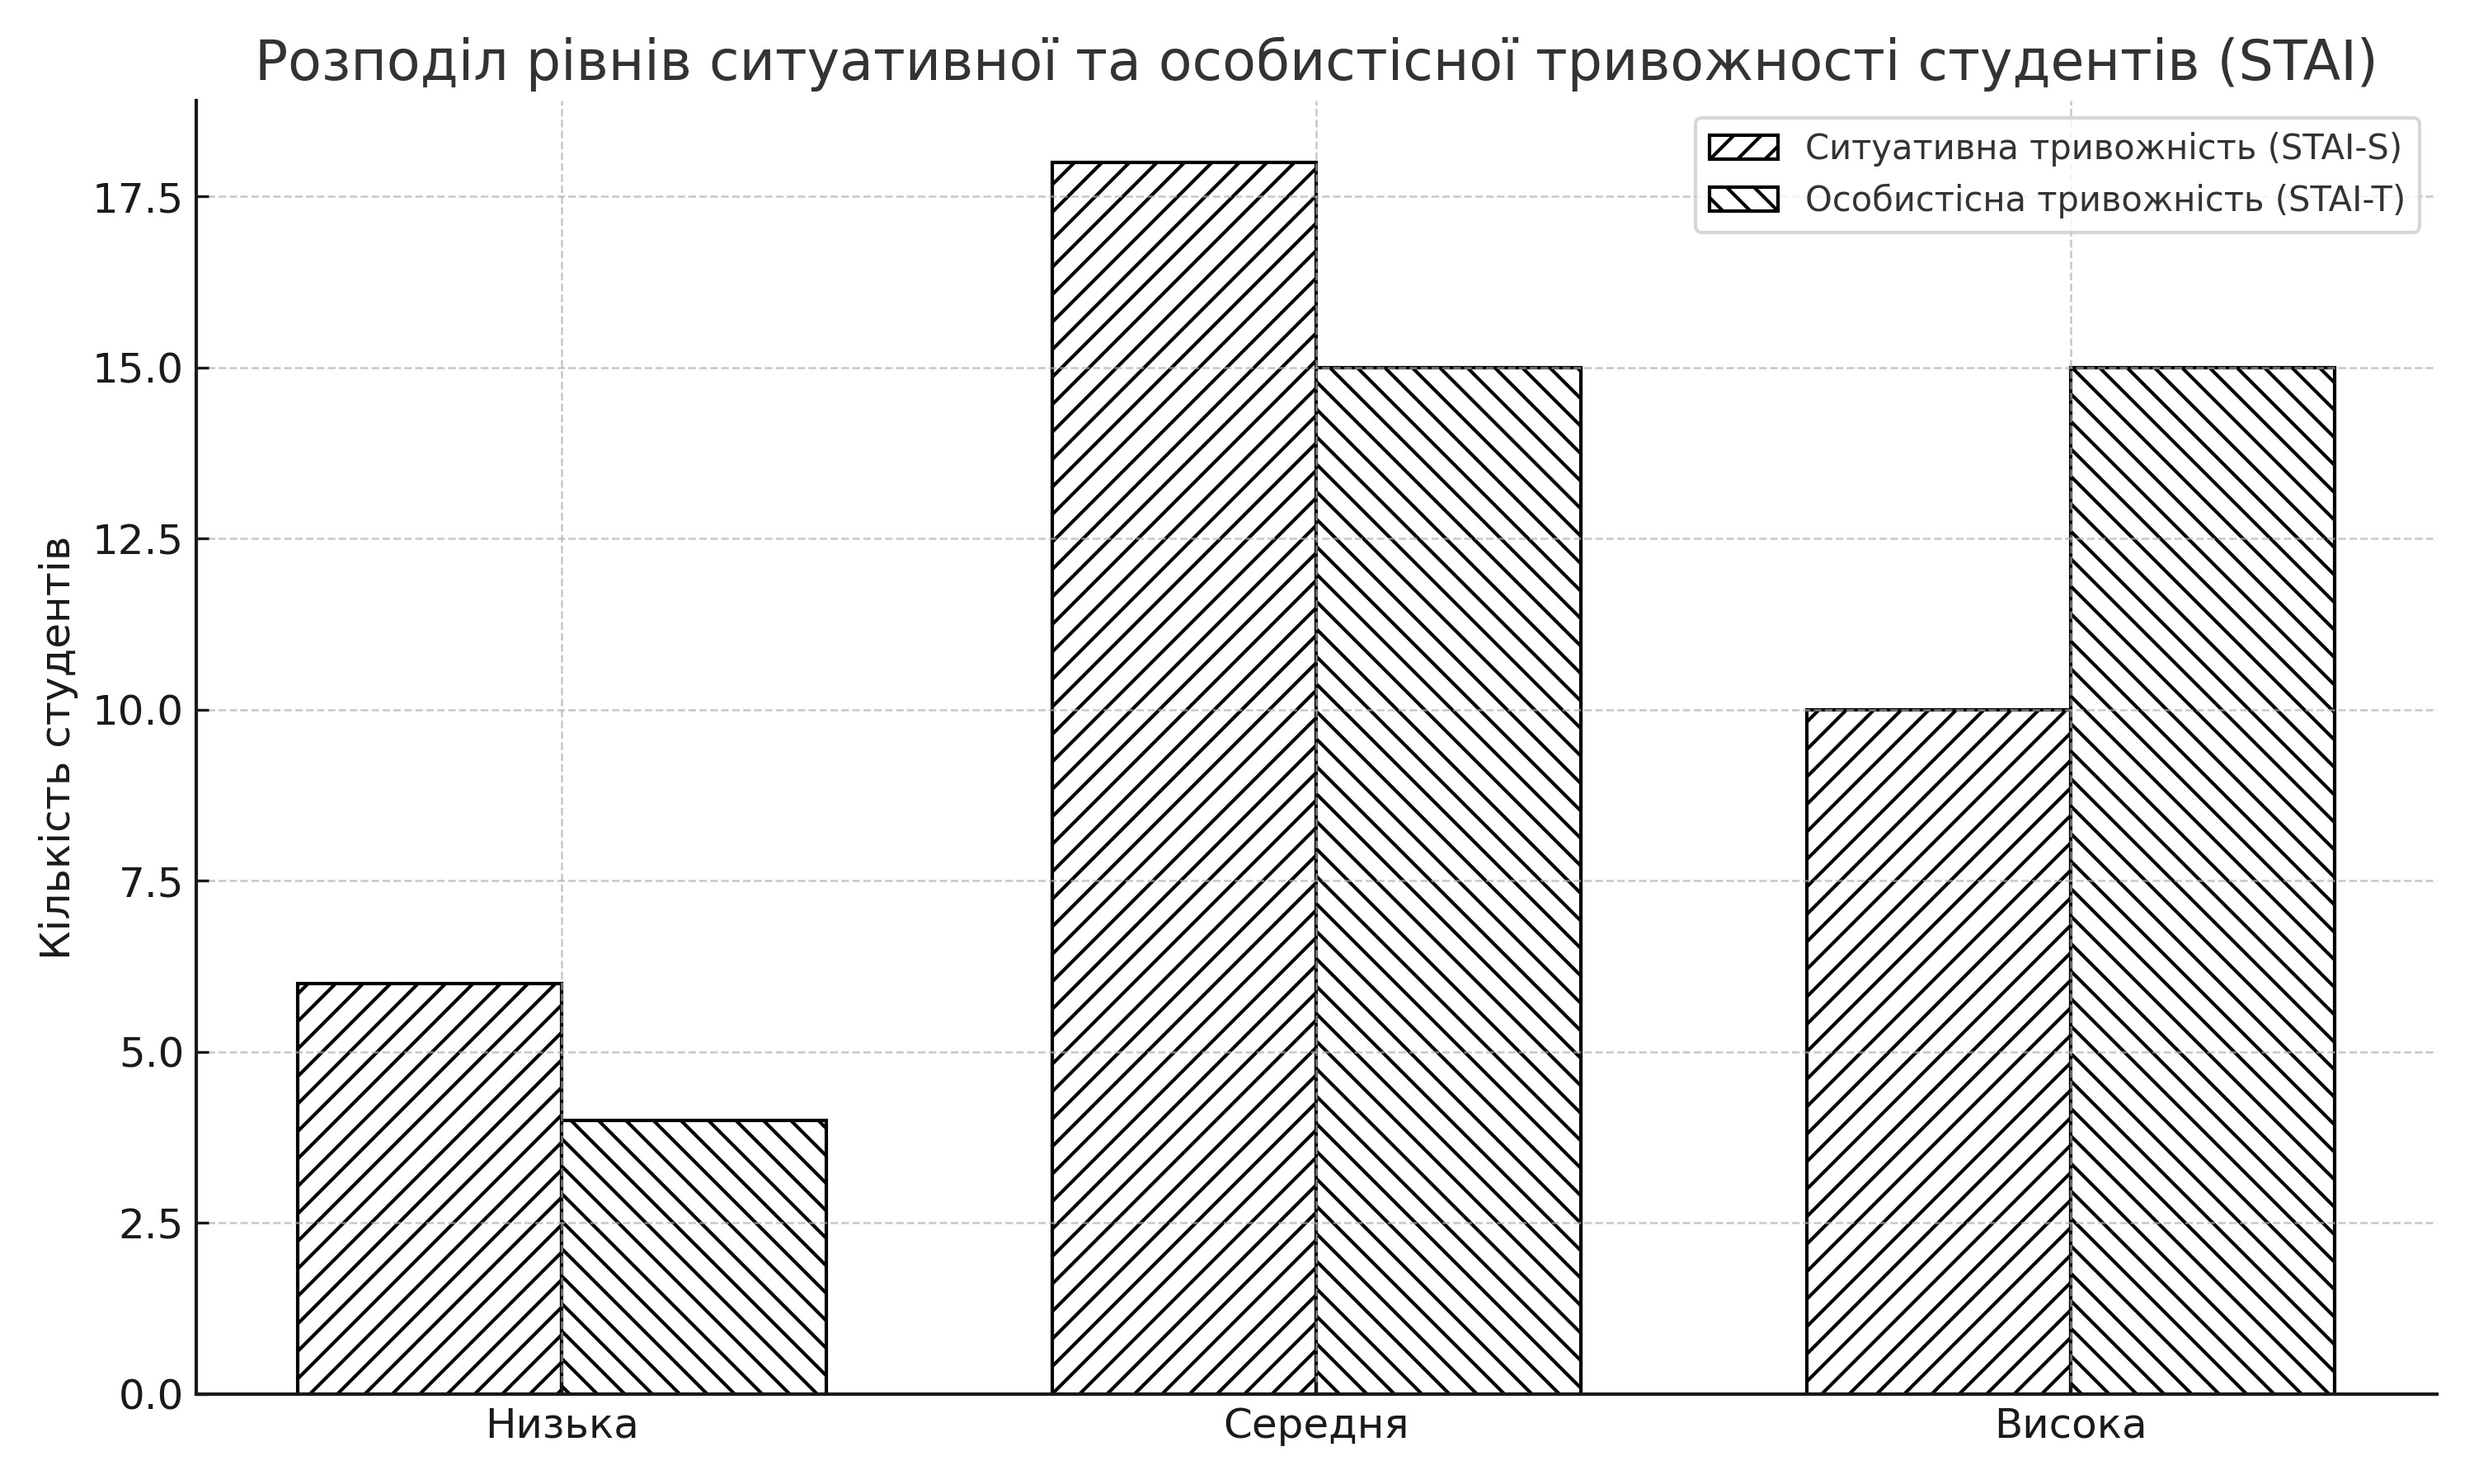 Розподіл рівнів ситуативної та особистісної тривожності студентів (STAI)
Ситуативна тривожність (STAI-S)
Особистісна тривожність (STAI-T)
Кількість студентів
17.5
15.0
12.5
10.0
7.5
5.0
2.5
0.0
Низька
Середня
Висока